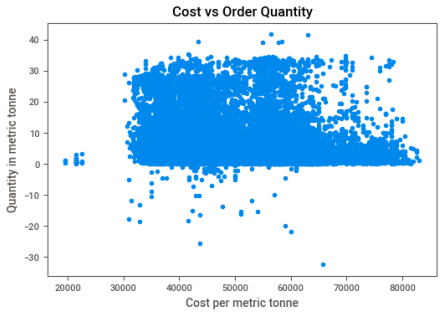 Cost vs Order Quantity
Quantity in metric tonne
40
30
20
10
0
−10
−20
−30
20000 30000 40000 50000 60000 70000 80000
Cost per metric tonne